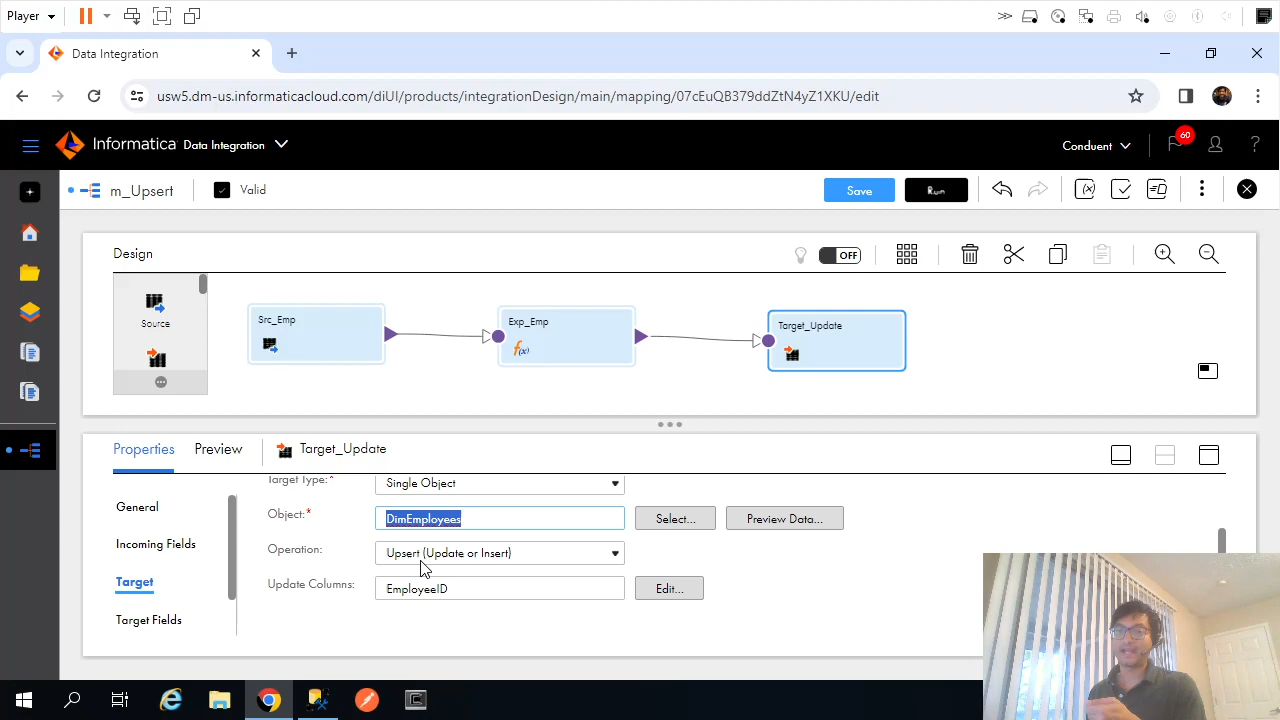 Player
Data Integration
usw5.dm-us.informaticacloud.com/diUI/products/integrationDesign/main/mapping/07cEuQB379ddZtN4yZ1XKU/edit
Informatica Data Integration
Conduent
60
m_Upsert
Valid
Save
Run
Design
OFF
Source
Src_Emp
Exp_Emp
Target_Update
Properties
Preview
Target_Update
General
Incoming Fields
Target
Target Fields
Target Type:* Single Object
Object:* DimEmployees Select... Preview Data...
Operation: Upsert (Update or Insert)
Update Columns: EmployeeID Edit...